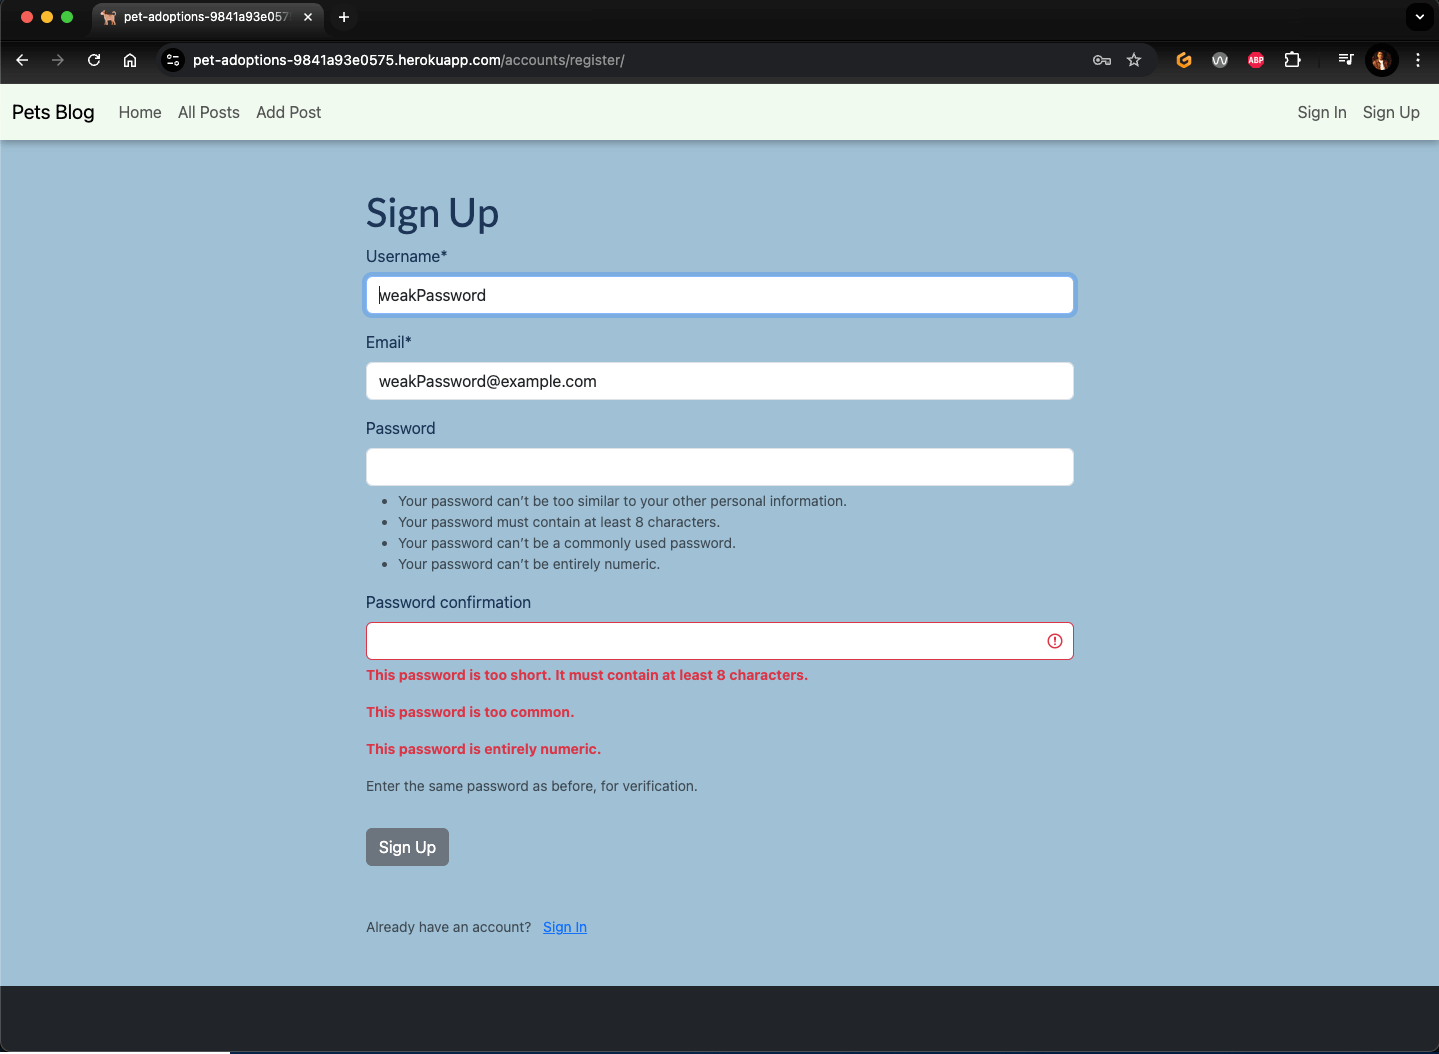 pet-adoptions-9841a93e057
pet-adoptions-9841a93e0575.herokuapp.com/accounts/register/
ABP
Pets Blog Home All Posts Add Post Sign In Sign Up
Sign Up
Username*
weakPassword
Email*
weakPassword@example.com
Password
Your password can’t be too similar to your other personal information.
Your password must contain at least 8 characters.
Your password can’t be a commonly used password.
Your password can’t be entirely numeric.
Password confirmation
This password is too short. It must contain at least 8 characters.
This password is too common.
This password is entirely numeric.
Enter the same password as before, for verification.
Sign Up
Already have an account? Sign In